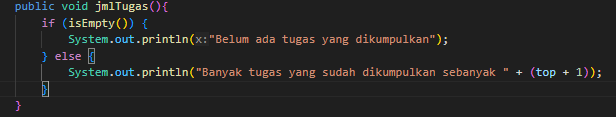 public void jmlTugas(){
if (isEmpty()) {
System.out.println(x:"Belum ada tugas yang dikumpulkan");
} else {
System.out.println("Banyak tugas yang sudah dikumpulkan sebanyak " + (top + 1));
}
}